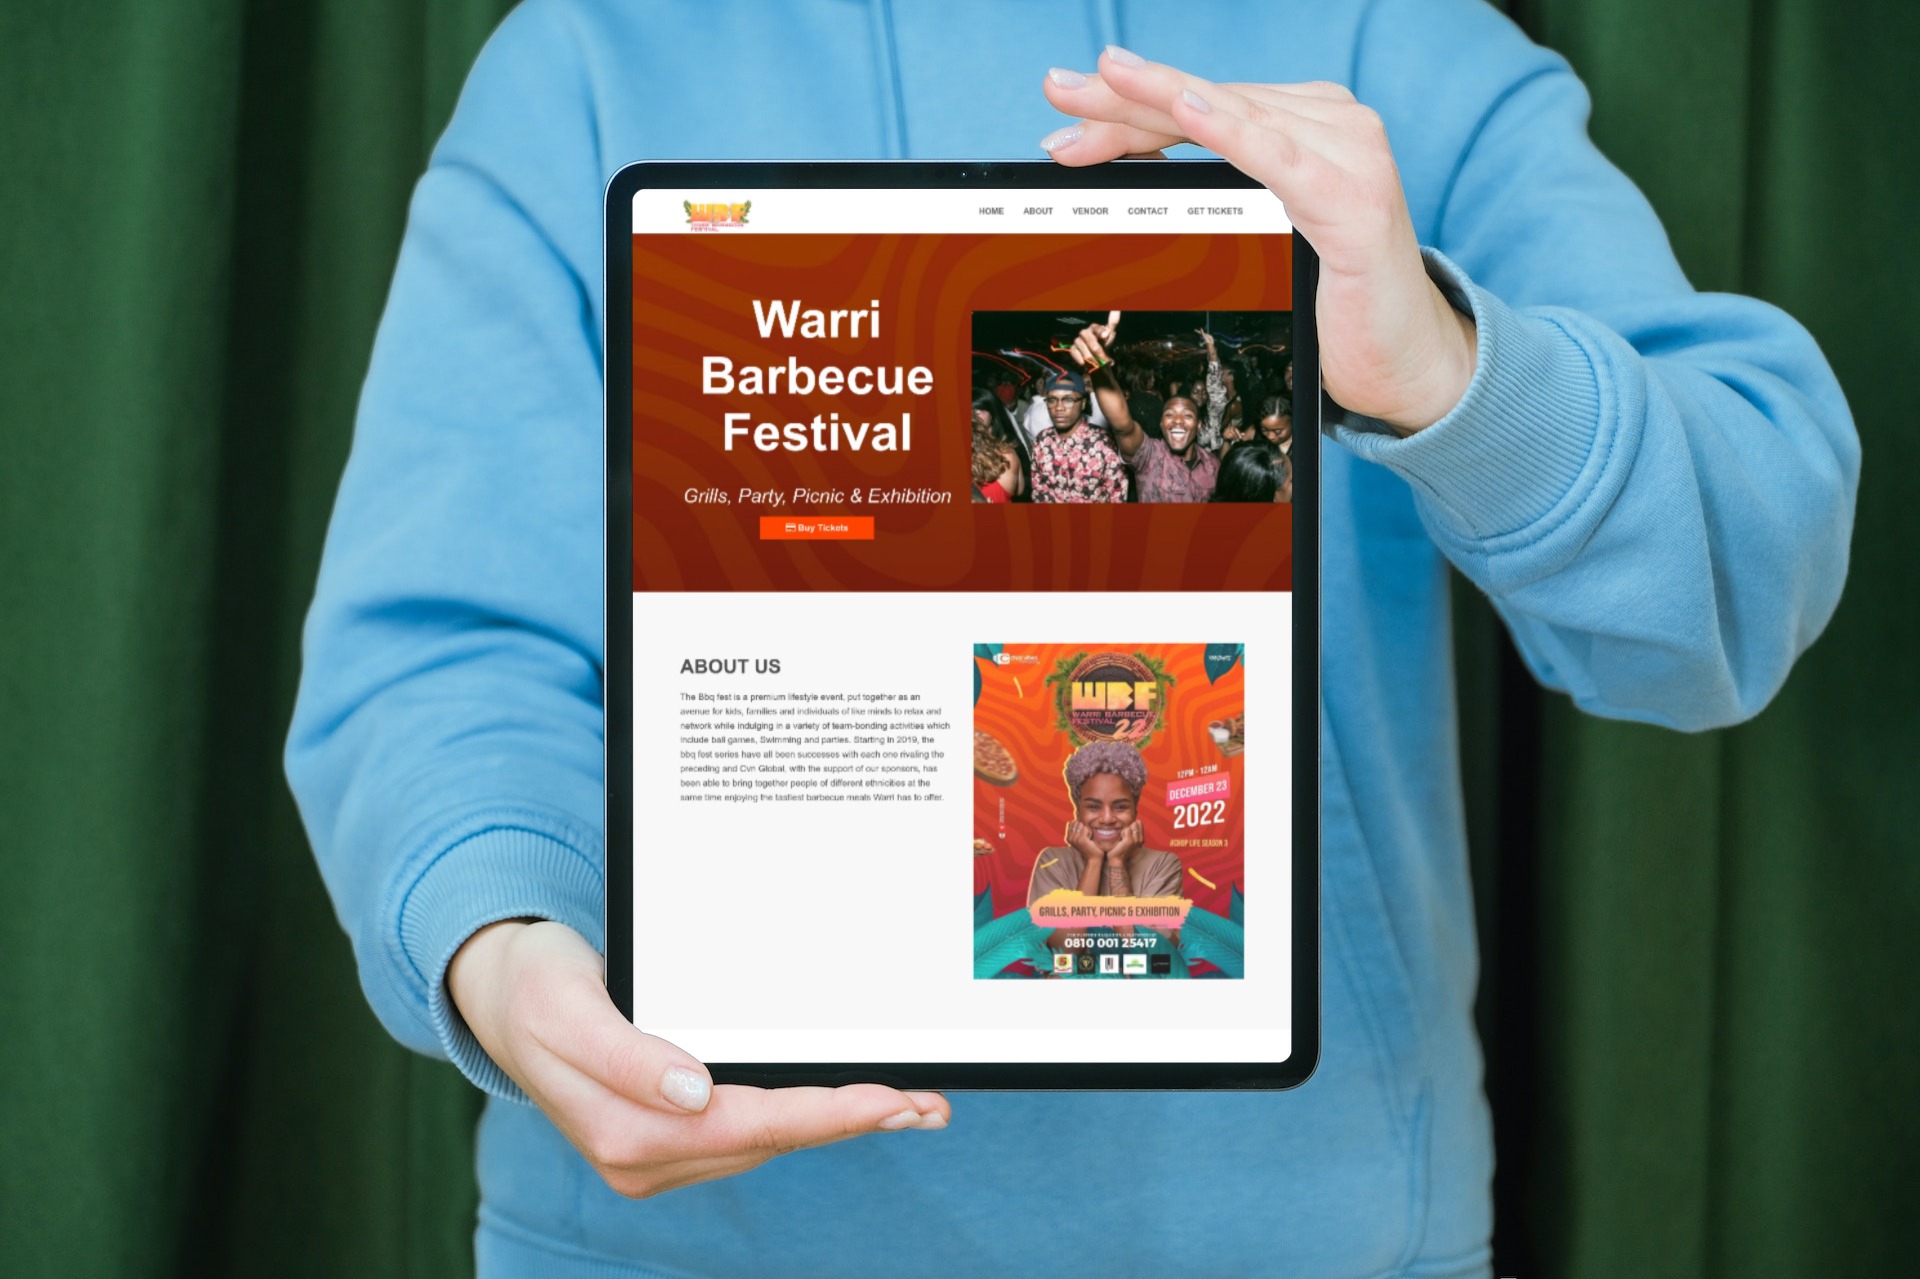 WBF
FESTIVAL
HOME ABOUT VENDOR CONTACT GET TICKETS
Warri
Barbecue
Festival
Grills, Party, Picnic & Exhibition
Buy Tickets
ABOUT US
The Bbq fest is a premium lifestyle event, put together as an
avenue for kids, families and individuals of like minds to relax and
network while indulging in a variety of team-bonding activities which
include ball games, Swimming and parties. Starting in 2019, the
bbq fest series have all been successes with each one rivaling the
preceding and Cvn Global, with the support of our sponsors, has
been able to bring together people of different ethnicities at the
same time enjoying the tastiest barbecue meals Warri has to offer.
WBF
WARRI BARBECUE
FESTIVAL 22
12PM - 12AM
DECEMBER 23
2022
#CHOP LIFE SEASON 3
GRILLS, PARTY, PICNIC & EXHIBITION
0810 001 25417